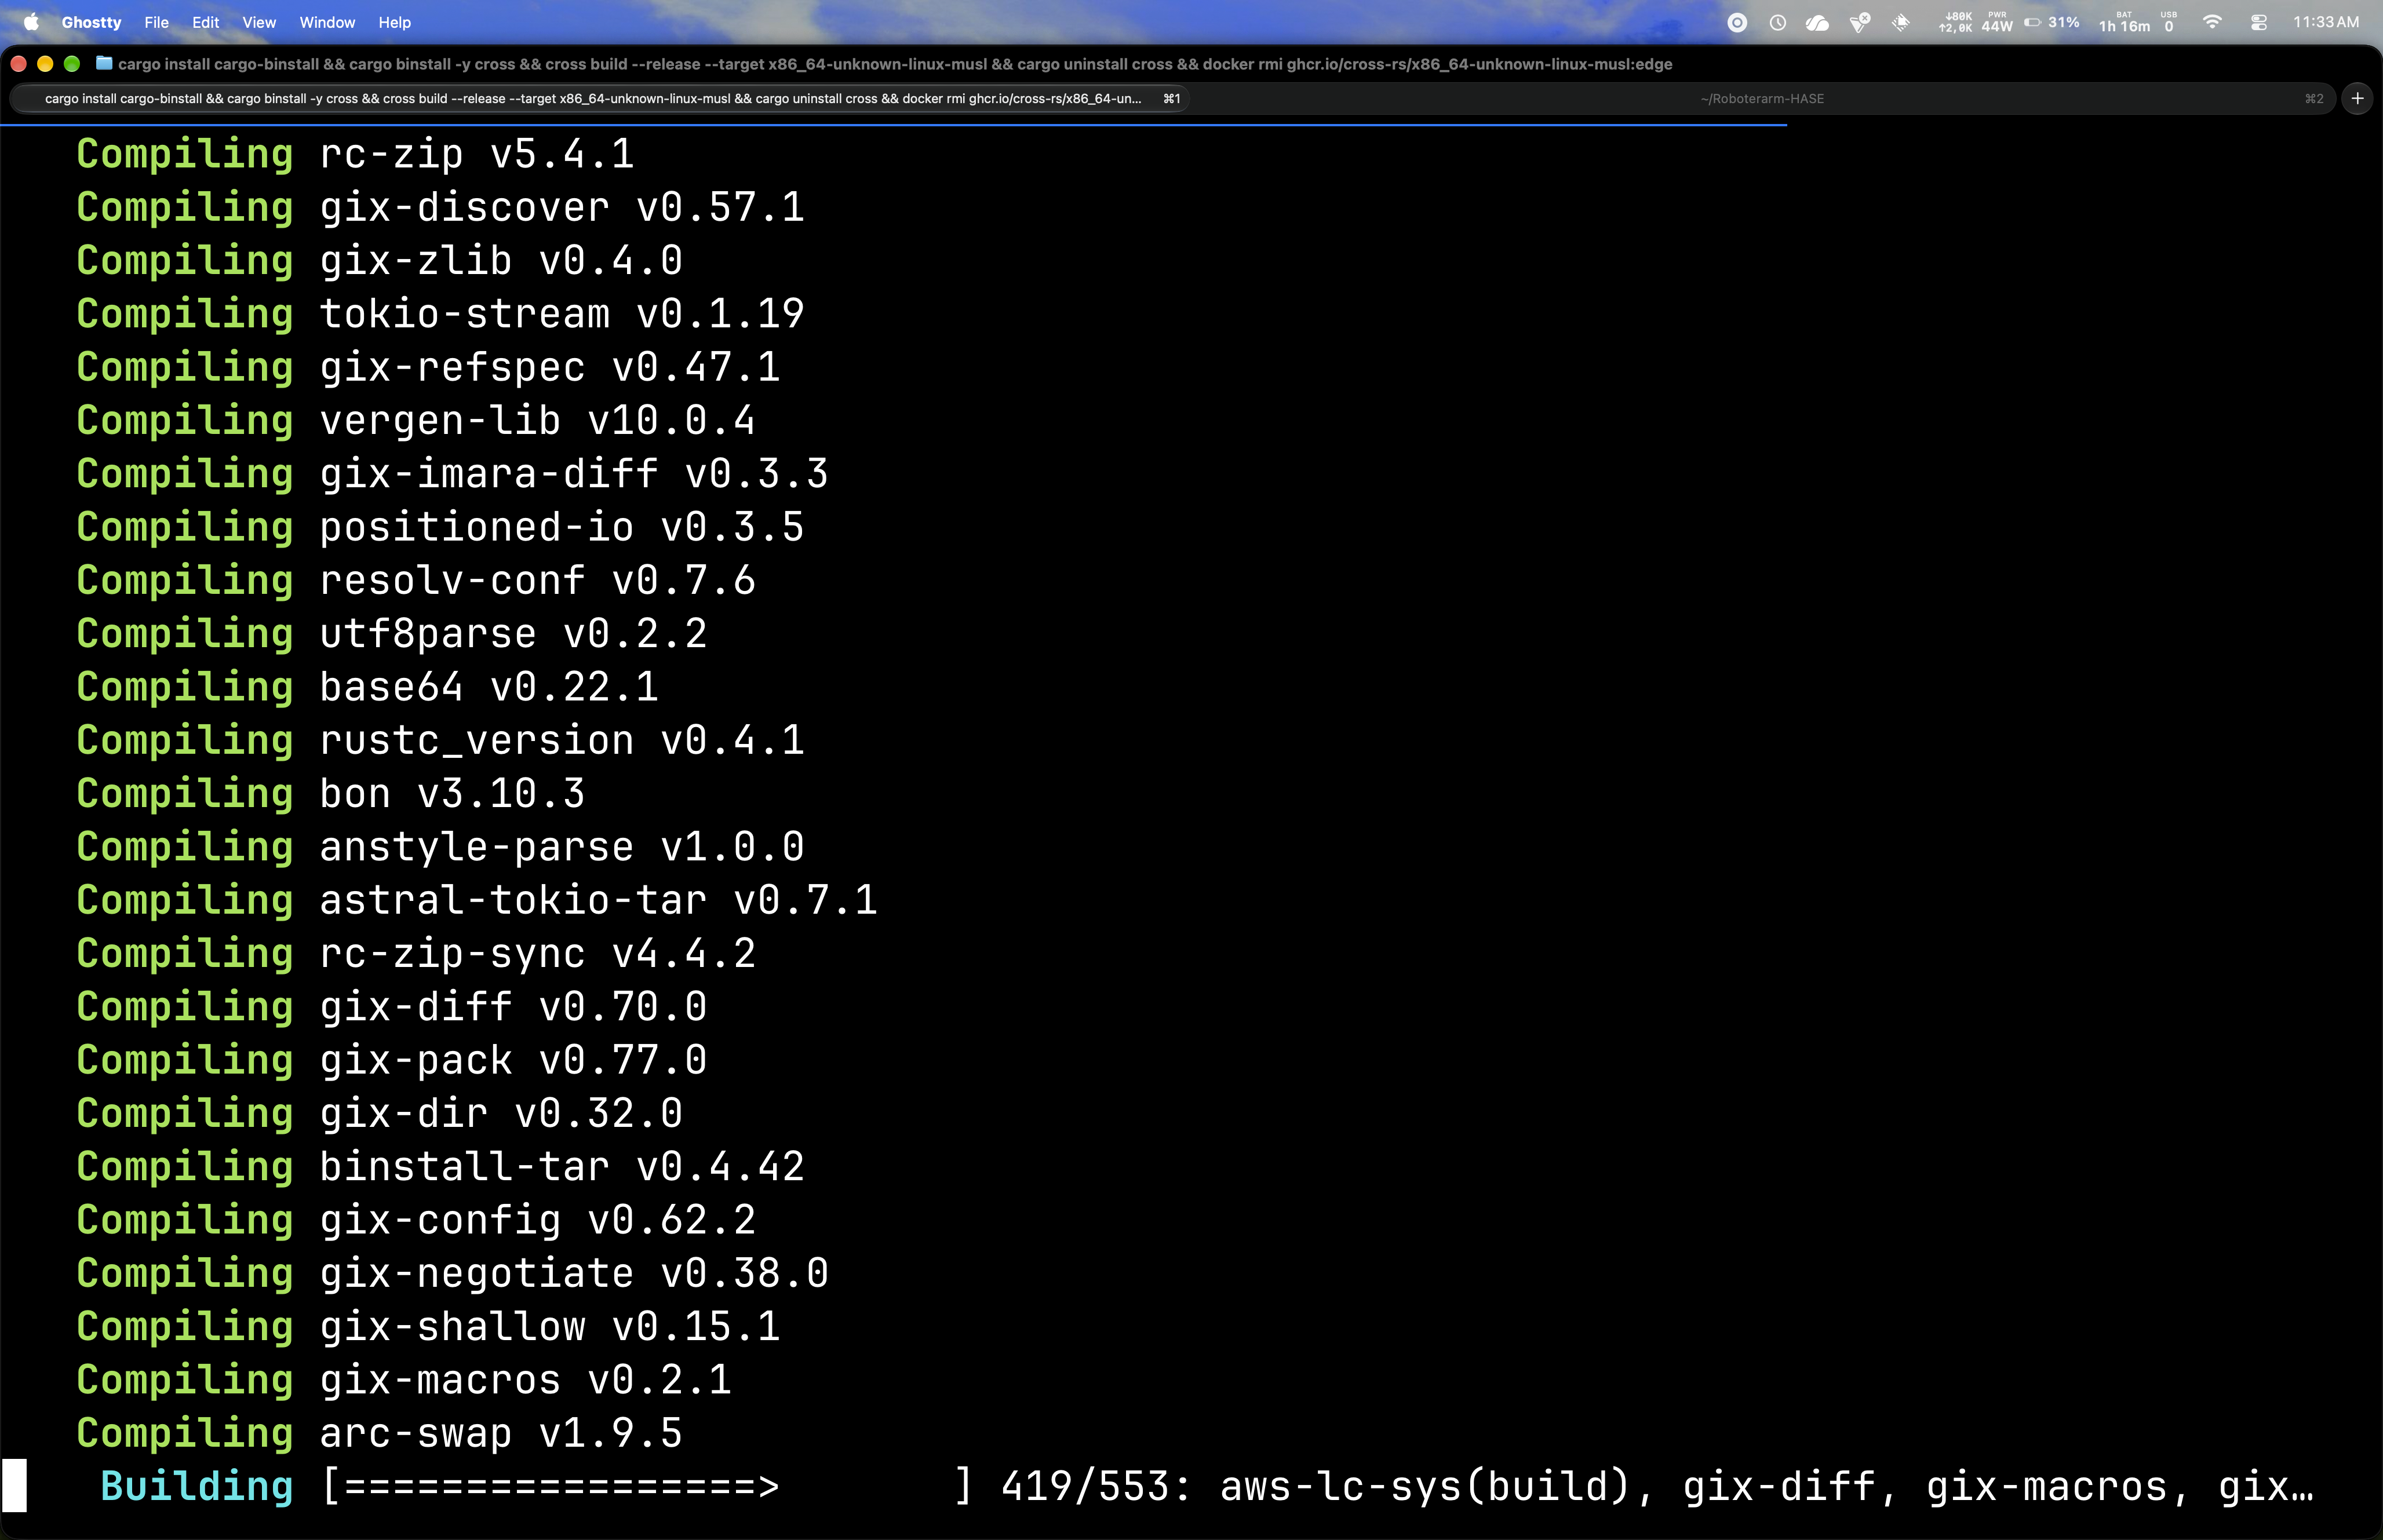 Ghostty File Edit View Window Help ↓80K ↑2,0K PWR 44W 31% BAT 1h 16m USB 0 11:33 AM
cargo install cargo-binstall && cargo binstall -y cross && cross build --release --target x86_64-unknown-linux-musl && cargo uninstall cross && docker rmi ghcr.io/cross-rs/x86_64-unknown-linux-musl:edge
cargo install cargo-binstall && cargo binstall -y cross && cross build --release --target x86_64-unknown-linux-musl && cargo uninstall cross && docker rmi ghcr.io/cross-rs/x86_64-un... ⌘1 ~/Roboterarm-HASE ⌘2 +
Compiling rc-zip v5.4.1
Compiling gix-discover v0.57.1
Compiling gix-zlib v0.4.0
Compiling tokio-stream v0.1.19
Compiling gix-refspec v0.47.1
Compiling vergen-lib v10.0.4
Compiling gix-imara-diff v0.3.3
Compiling positioned-io v0.3.5
Compiling resolv-conf v0.7.6
Compiling utf8parse v0.2.2
Compiling base64 v0.22.1
Compiling rustc_version v0.4.1
Compiling bon v3.10.3
Compiling anstyle-parse v1.0.0
Compiling astral-tokio-tar v0.7.1
Compiling rc-zip-sync v4.4.2
Compiling gix-diff v0.70.0
Compiling gix-pack v0.77.0
Compiling gix-dir v0.32.0
Compiling binstall-tar v0.4.42
Compiling gix-config v0.62.2
Compiling gix-negotiate v0.38.0
Compiling gix-shallow v0.15.1
Compiling gix-macros v0.2.1
Compiling arc-swap v1.9.5
Building [=================>       ] 419/553: aws-lc-sys(build), gix-diff, gix-macros, gix…